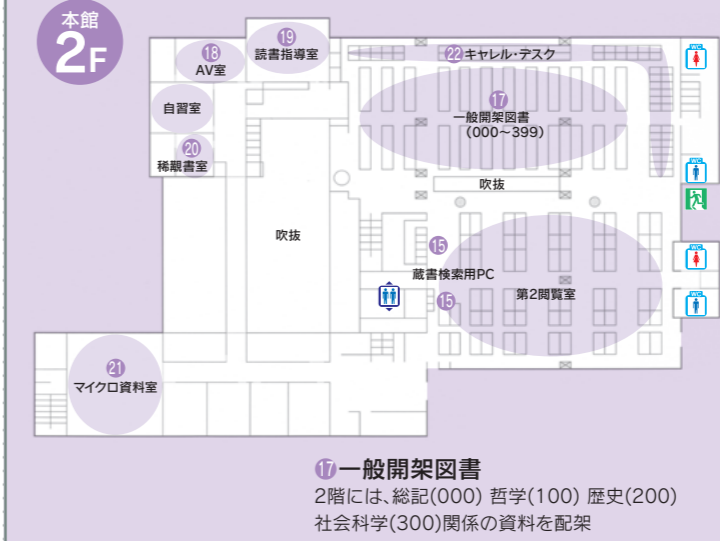 本館
2F
⑲
読書指導室
⑱
AV室
㉒キャレル・デスク
WC
自習室
⑰
一般開架図書
(000〜399)
⑳
稀覯書室
WC
吹抜
吹抜
⑮
蔵書検索用PC
⑮
第2閲覧室
WC
WC
㉑
マイクロ資料室
⑰一般開架図書
2階には、総記(000) 哲学(100) 歴史(200)
社会科学(300)関係の資料を配架